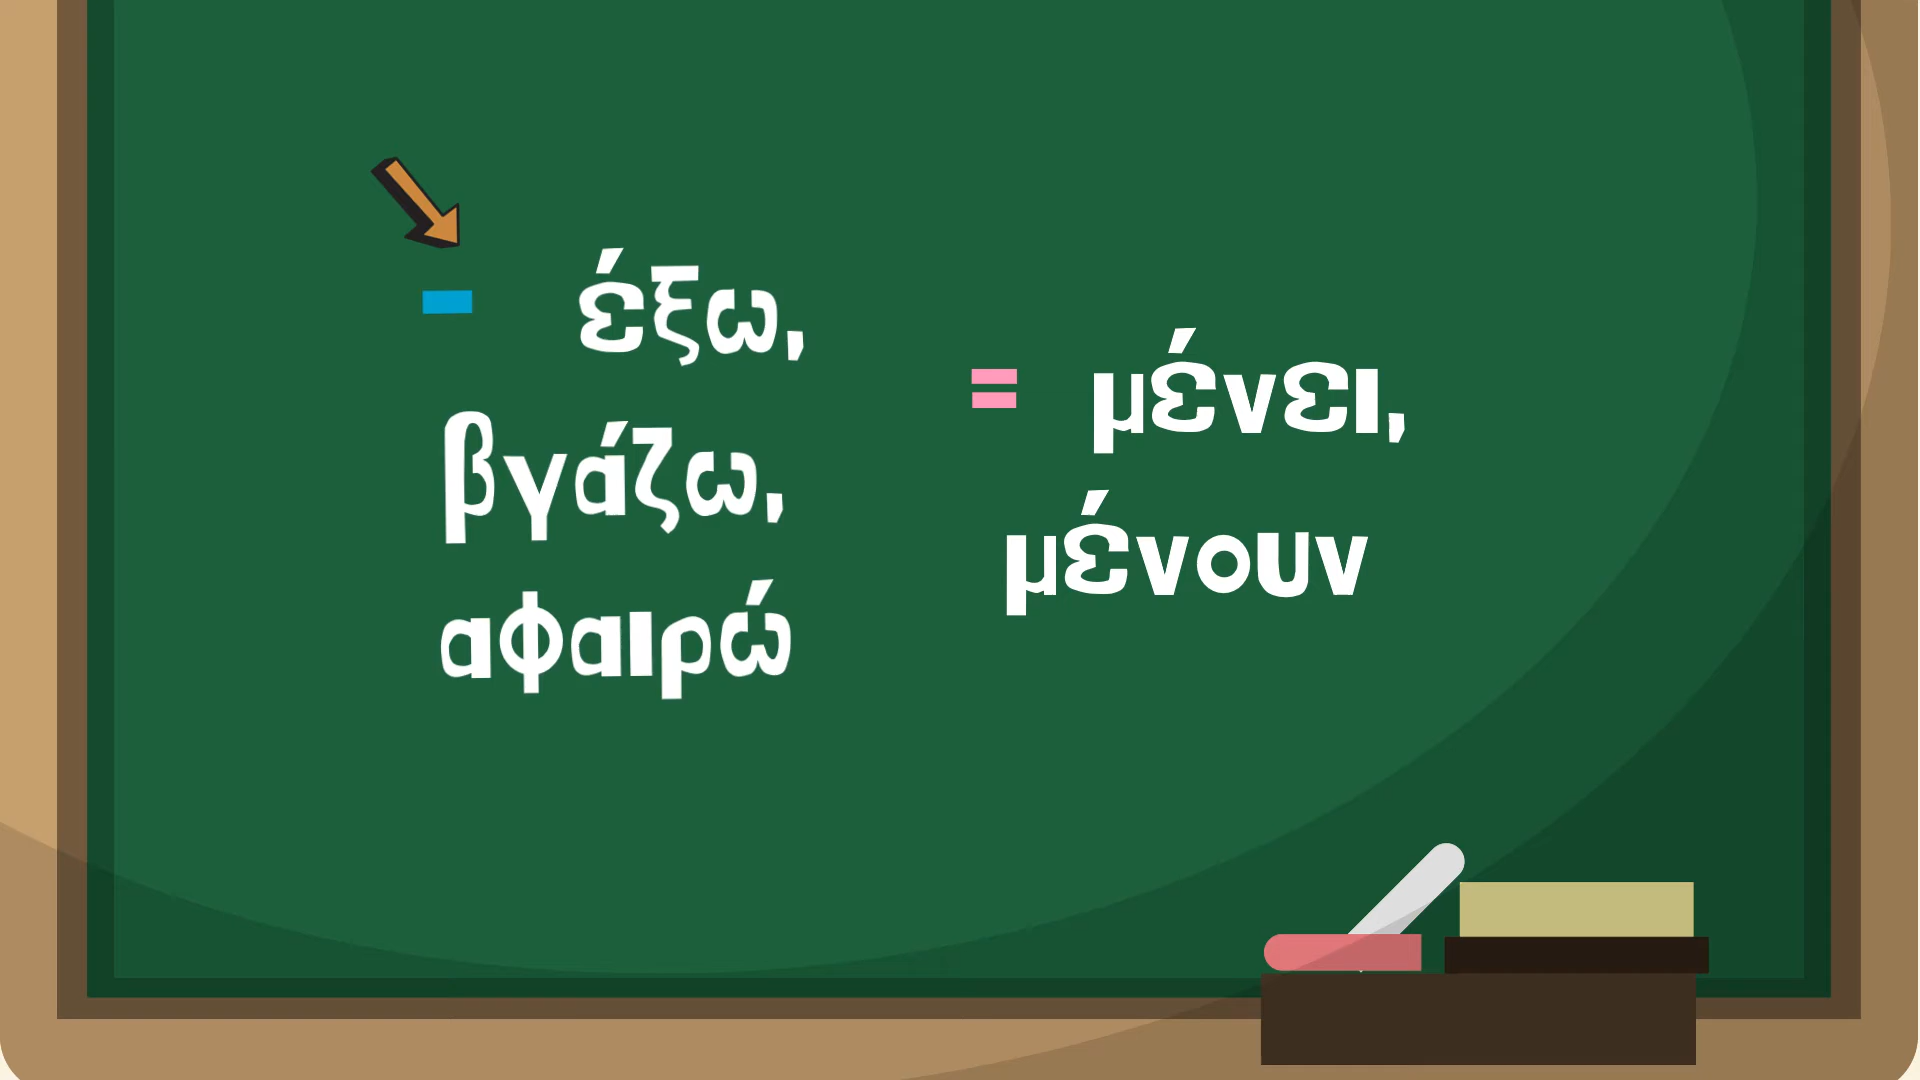 - έξω,
βγάζω,
αφαιρώ
= μένει,
μένουν